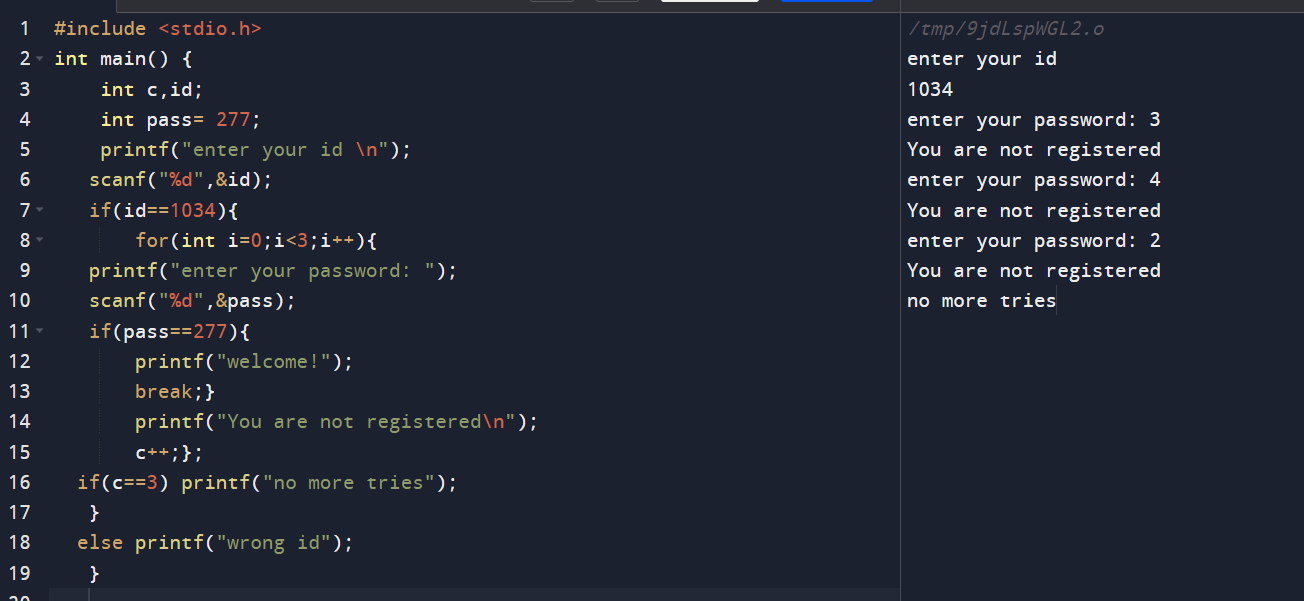 1 #include <stdio.h>
2 int main() {
3 int c,id;
4 int pass= 277;
5 printf("enter your id \n");
6 scanf("%d",&id);
7 if(id==1034){
8 for(int i=0;i<3;i++){
9 printf("enter your password: ");
10 scanf("%d",&pass);
11 if(pass==277){
12 printf("welcome!");
13 break;}
14 printf("You are not registered\n");
15 c++;};
16 if(c==3) printf("no more tries");
17 }
18 else printf("wrong id");
19 }
20
/tmp/9jdLspWGL2.o
enter your id
1034
enter your password: 3
You are not registered
enter your password: 4
You are not registered
enter your password: 2
You are not registered
no more tries